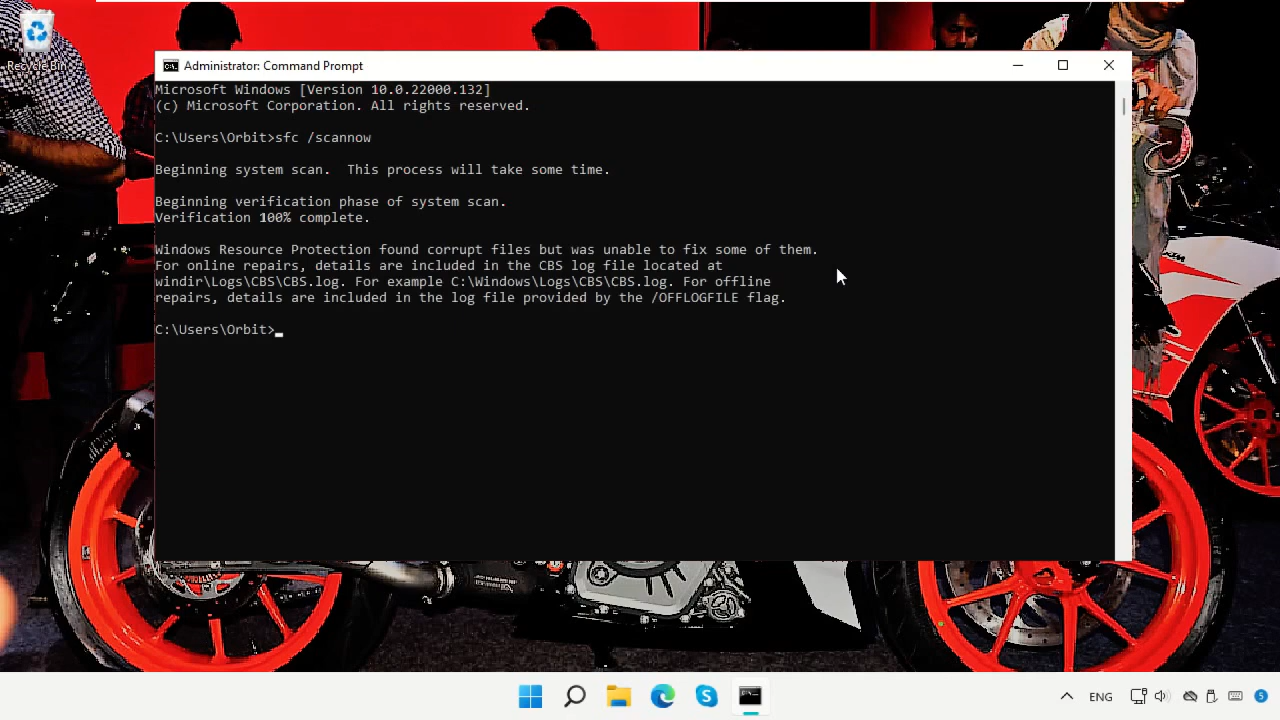 Recycle Bin
Administrator: Command Prompt
Microsoft Windows [Version 10.0.22000.132]
(c) Microsoft Corporation. All rights reserved.
C:\Users\Orbit>sfc /scannow
Beginning system scan.  This process will take some time.
Beginning verification phase of system scan.
Verification 100% complete.
Windows Resource Protection found corrupt files but was unable to fix some of them.
For online repairs, details are included in the CBS log file located at
windir\Logs\CBS\CBS.log. For example C:\Windows\Logs\CBS\CBS.log. For offline
repairs, details are included in the log file provided by the /OFFLOGFILE flag.
C:\Users\Orbit>
ENG
5